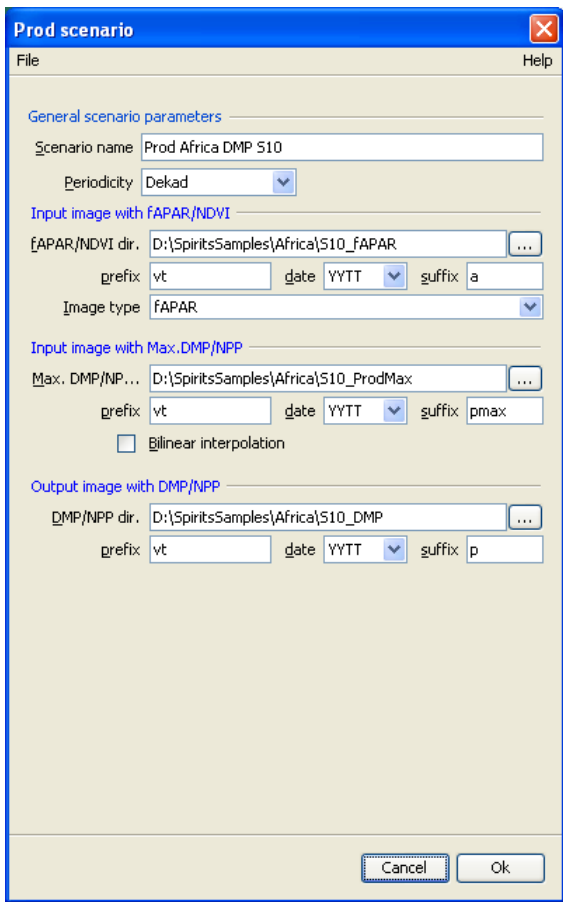 Prod scenario
File Help
General scenario parameters
Scenario name Prod Africa DMP S10
Periodicity Dekad
Input image with fAPAR/NDVI
fAPAR/NDVI dir. D:\SpiritsSamples\Africa\S10_fAPAR ...
prefix vt date YYTT suffix a
Image type fAPAR
Input image with Max.DMP/NPP
Max. DMP/NP... D:\SpiritsSamples\Africa\S10_ProdMax ...
prefix vt date YYTT suffix pmax
Bilinear interpolation
Output image with DMP/NPP
DMP/NPP dir. D:\SpiritsSamples\Africa\S10_DMP ...
prefix vt date YYTT suffix p
Cancel Ok